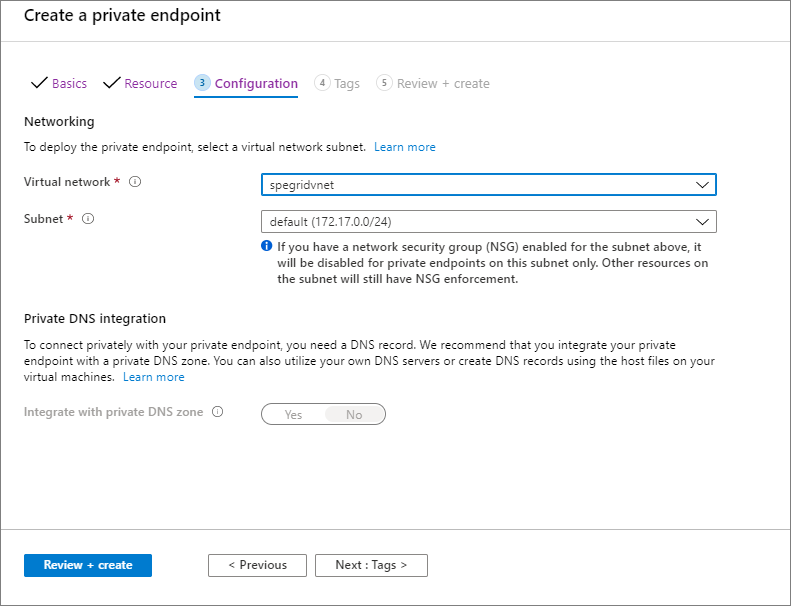 Create a private endpoint
Basics Resource 3 Configuration 4 Tags 5 Review + create
Networking
To deploy the private endpoint, select a virtual network subnet. Learn more
Virtual network * spegridvnet
Subnet * default (172.17.0.0/24)
If you have a network security group (NSG) enabled for the subnet above, it
will be disabled for private endpoints on this subnet only. Other resources on
the subnet will still have NSG enforcement.
Private DNS integration
To connect privately with your private endpoint, you need a DNS record. We recommend that you integrate your private
endpoint with a private DNS zone. You can also utilize your own DNS servers or create DNS records using the host files on your
virtual machines. Learn more
Integrate with private DNS zone Yes No
Review + create < Previous Next : Tags >